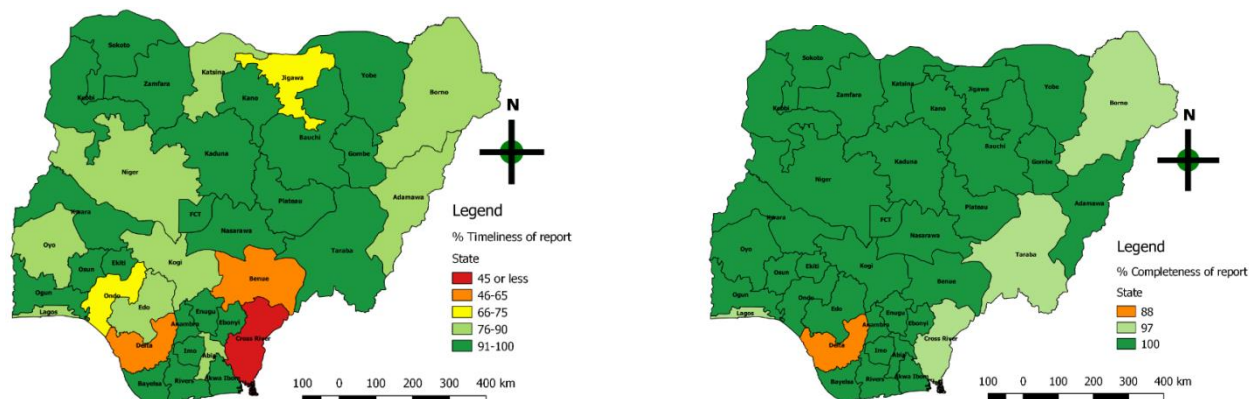 Sokoto
Katsina
Jigawa
Yobe
Zamfara
Borno
Kebbi
Kano
Bauchi
Kaduna
Gombe
Niger
Adamawa
Plateau
FCT
Kwara
Nasarawa
Taraba
Oyo
Ekiti
Kogi
Osun
Benue
Ogun
Ondo
Edo
Lagos
Enugu
Anambra
Ebonyi
Cross River
Delta
Imo
Abia
Bayelsa
Rivers
Akwa Ibom
N
Legend
% Timeliness of report
State
45 or less
46-65
66-75
76-90
91-100
100 0 100 200 300 400 km
Sokoto
Katsina
Jigawa
Yobe
Zamfara
Borno
Kebbi
Kano
Bauchi
Kaduna
Gombe
Niger
Adamawa
Plateau
FCT
Kwara
Nasarawa
Taraba
Oyo
Ekiti
Kogi
Osun
Benue
Ogun
Ondo
Edo
Lagos
Enugu
Anambra
Ebonyi
Cross River
Delta
Imo
Abia
Bayelsa
Rivers
Akwa Ibom
N
Legend
% Completeness of report
State
88
97
100
100 0 100 200 300 400 km